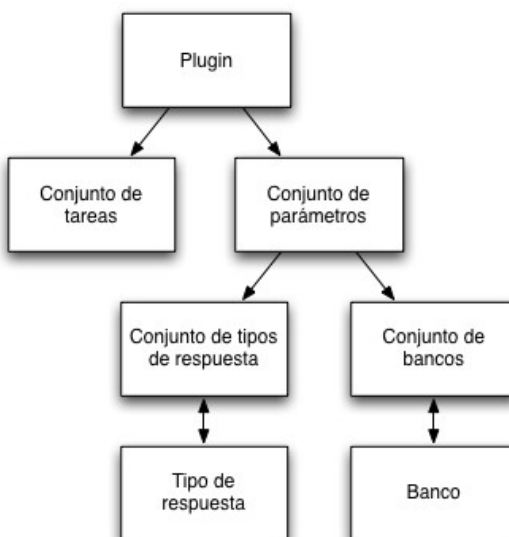 Plugin
Conjunto de
tareas
Conjunto de
parámetros
Conjunto de tipos
de respuesta
Conjunto de
bancos
Tipo de
respuesta
Banco